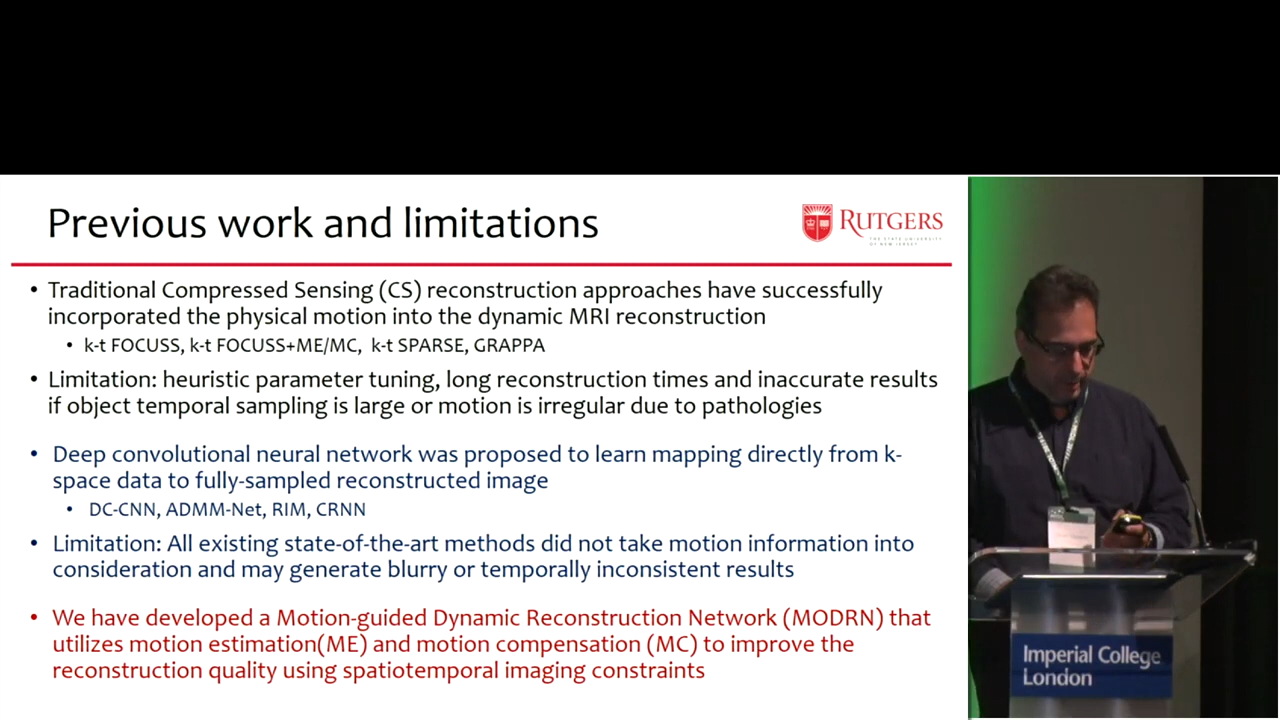 Previous work and limitations
RUTGERS
THE STATE UNIVERSITY
OF NEW JERSEY
• Traditional Compressed Sensing (CS) reconstruction approaches have successfully
incorporated the physical motion into the dynamic MRI reconstruction
• k-t FOCUSS, k-t FOCUSS+ME/MC, k-t SPARSE, GRAPPA
• Limitation: heuristic parameter tuning, long reconstruction times and inaccurate results
if object temporal sampling is large or motion is irregular due to pathologies
• Deep convolutional neural network was proposed to learn mapping directly from k-
space data to fully-sampled reconstructed image
• DC-CNN, ADMM-Net, RIM, CRNN
• Limitation: All existing state-of-the-art methods did not take motion information into
consideration and may generate blurry or temporally inconsistent results
• We have developed a Motion-guided Dynamic Reconstruction Network (MODRN) that
utilizes motion estimation(ME) and motion compensation (MC) to improve the
reconstruction quality using spatiotemporal imaging constraints
Imperial College
London